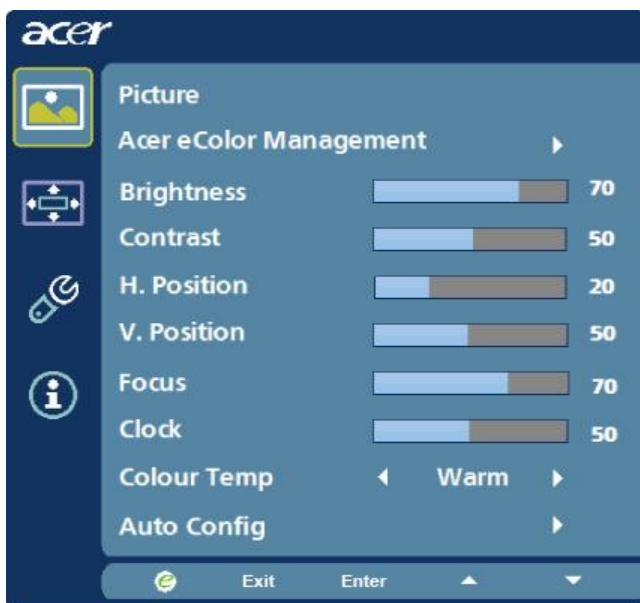 acer
Picture
Acer eColor Management
Brightness 70
Contrast 50
H. Position 20
V. Position 50
Focus 70
Clock 50
Colour Temp Warm
Auto Config
e Exit Enter